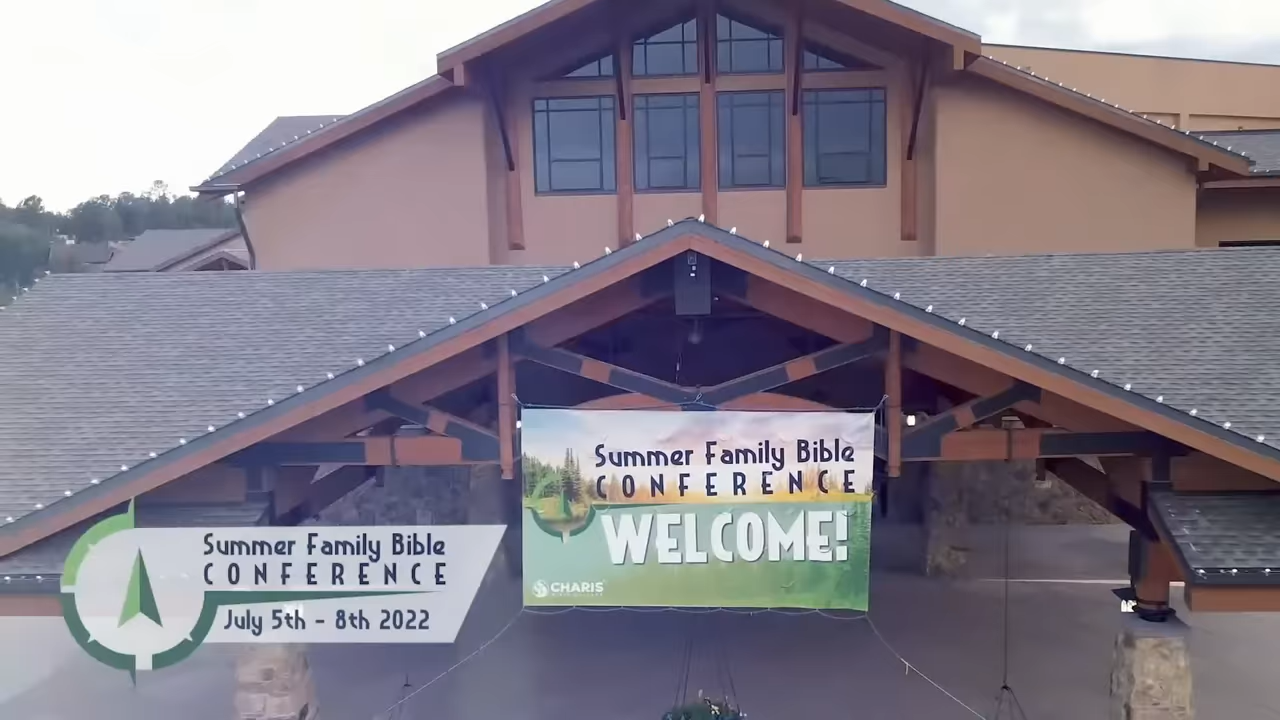 Summer Family Bible
CONFERENCE
WELCOME!
CHARIS
Summer Family Bible
CONFERENCE
July 5th - 8th 2022